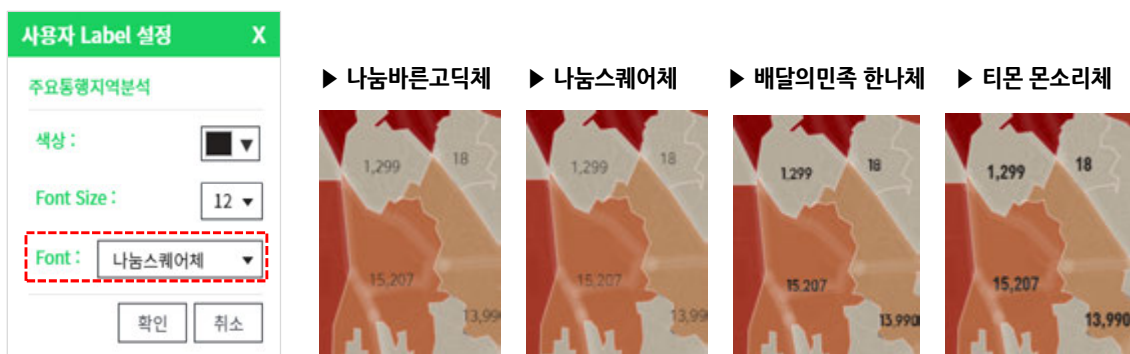 사용자 Label 설정 X
주요통행지역분석
색상 : ▼
Font Size : 12 ▼
Font : 나눔스퀘어체 ▼
확인 취소
▶ 나눔바른고딕체 ▶ 나눔스퀘어체 ▶ 배달의민족 한나체 ▶ 티몬 몬소리체
1,299 18
15,207
13,99
1,299 18
15,207
13,99
1,299 18
15,207
13,990
1,299 18
15,207
13,990